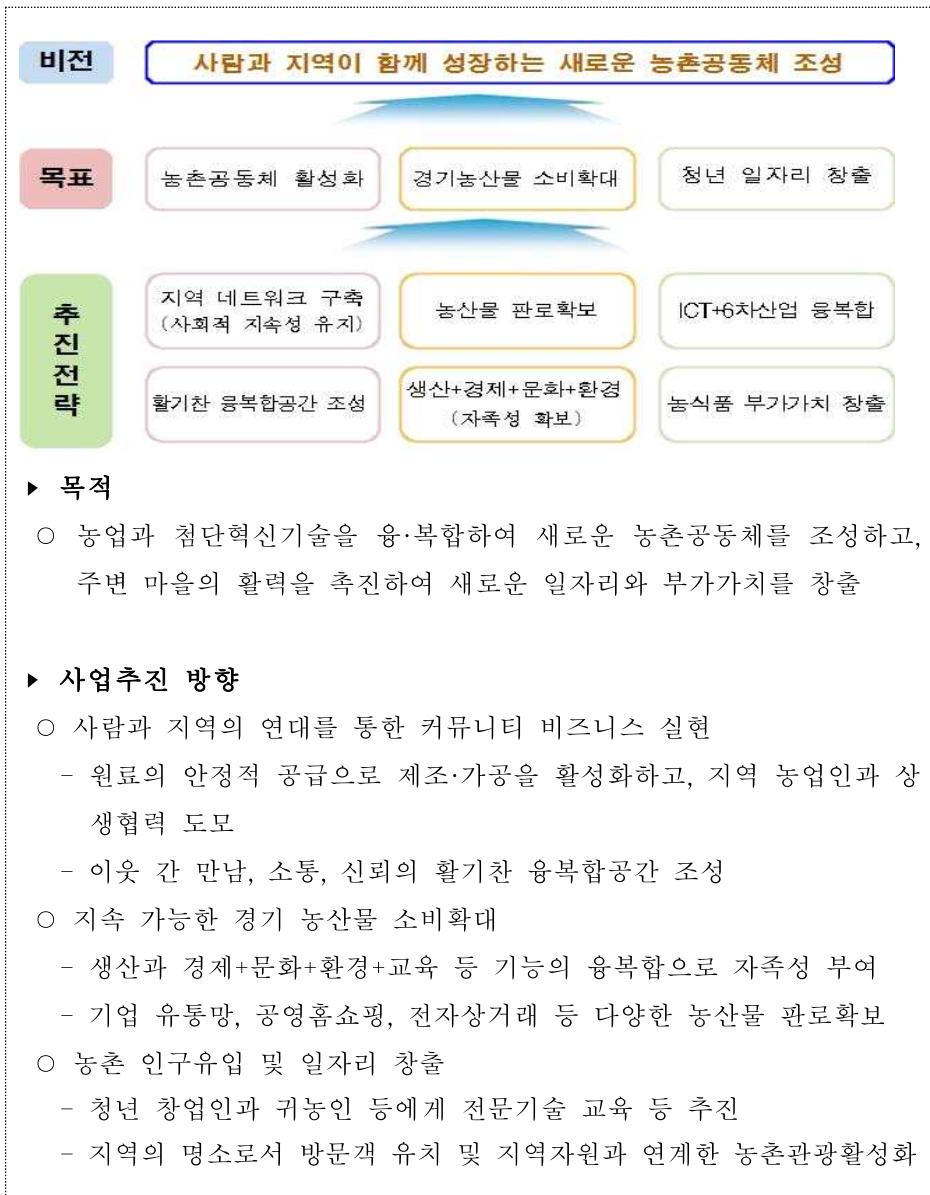 비전
사람과 지역이 함께 성장하는 새로운 농촌공동체 조성
목표
농촌공동체 활성화
경기농산물 소비확대
청년 일자리 창출
추진전략
지역 네트워크 구축
(사회적 지속성 유지)
농산물 판로확보
ICT+6차산업 융복합
활기찬 융복합공간 조성
생산+경제+문화+환경
(자족성 확보)
농식품 부가가치 창출
▶ 목적
○ 농업과 첨단혁신기술을 융·복합하여 새로운 농촌공동체를 조성하고,
주변 마을의 활력을 촉진하여 새로운 일자리와 부가가치를 창출
▶ 사업추진 방향
○ 사람과 지역의 연대를 통한 커뮤니티 비즈니스 실현
- 원료의 안정적 공급으로 제조·가공을 활성화하고, 지역 농업인과 상
생협력 도모
- 이웃 간 만남, 소통, 신뢰의 활기찬 융복합공간 조성
○ 지속 가능한 경기 농산물 소비확대
- 생산과 경제+문화+환경+교육 등 기능의 융복합으로 자족성 부여
- 기업 유통망, 공영홈쇼핑, 전자상거래 등 다양한 농산물 판로확보
○ 농촌 인구유입 및 일자리 창출
- 청년 창업인과 귀농인 등에게 전문기술 교육 등 추진
- 지역의 명소로서 방문객 유치 및 지역자원과 연계한 농촌관광활성화